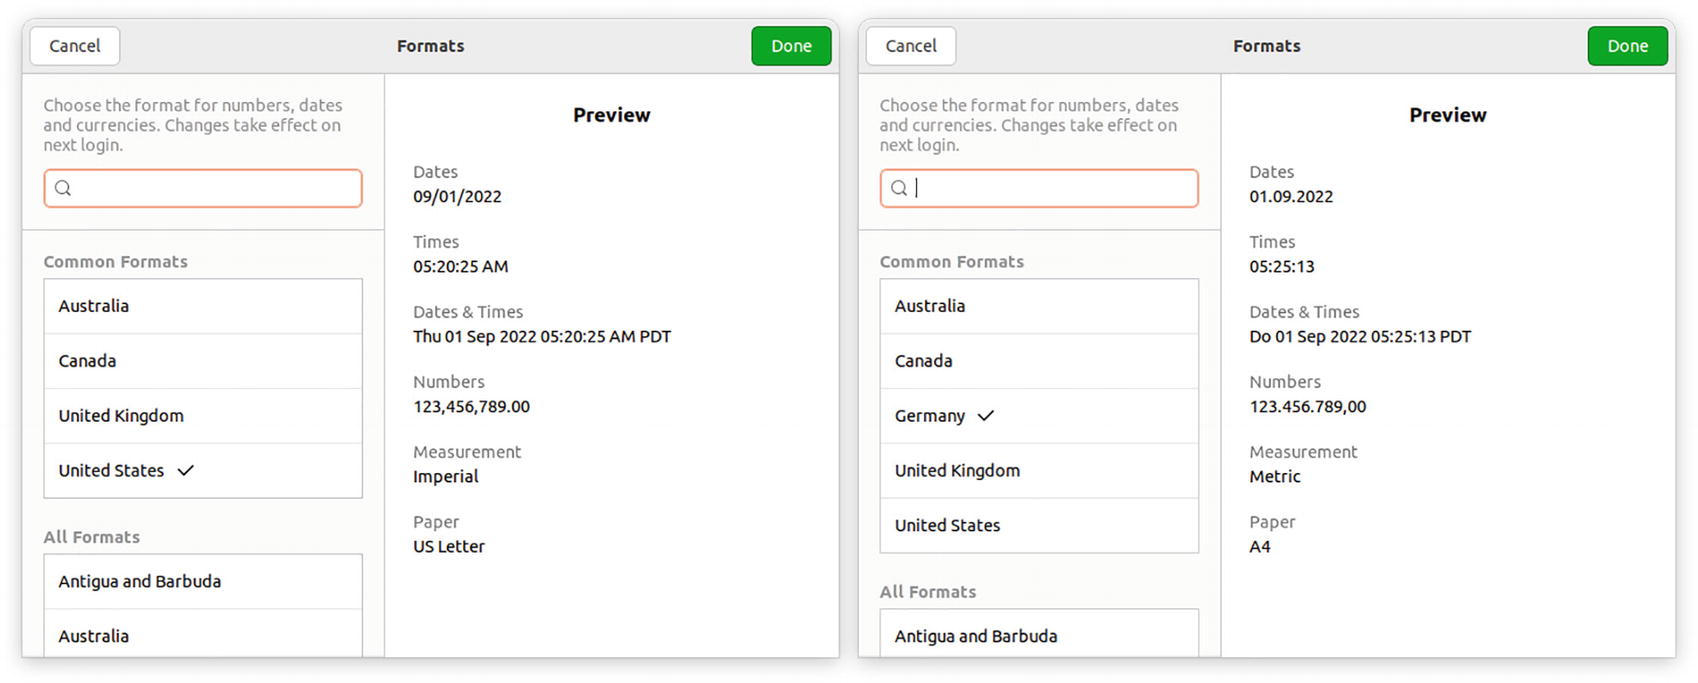 Cancel
Formats
Done
Choose the format for numbers, dates
and currencies. Changes take effect on
next login.
Common Formats
Australia
Canada
United Kingdom
United States
All Formats
Antigua and Barbuda
Australia
Preview
Dates
09/01/2022
Times
05:20:25 AM
Dates & Times
Thu 01 Sep 2022 05:20:25 AM PDT
Numbers
123,456,789.00
Measurement
Imperial
Paper
US Letter
Cancel
Formats
Done
Choose the format for numbers, dates
and currencies. Changes take effect on
next login.
Common Formats
Australia
Canada
Germany
United Kingdom
United States
All Formats
Antigua and Barbuda
Preview
Dates
01.09.2022
Times
05:25:13
Dates & Times
Do 01 Sep 2022 05:25:13 PDT
Numbers
123.456.789,00
Measurement
Metric
Paper
A4